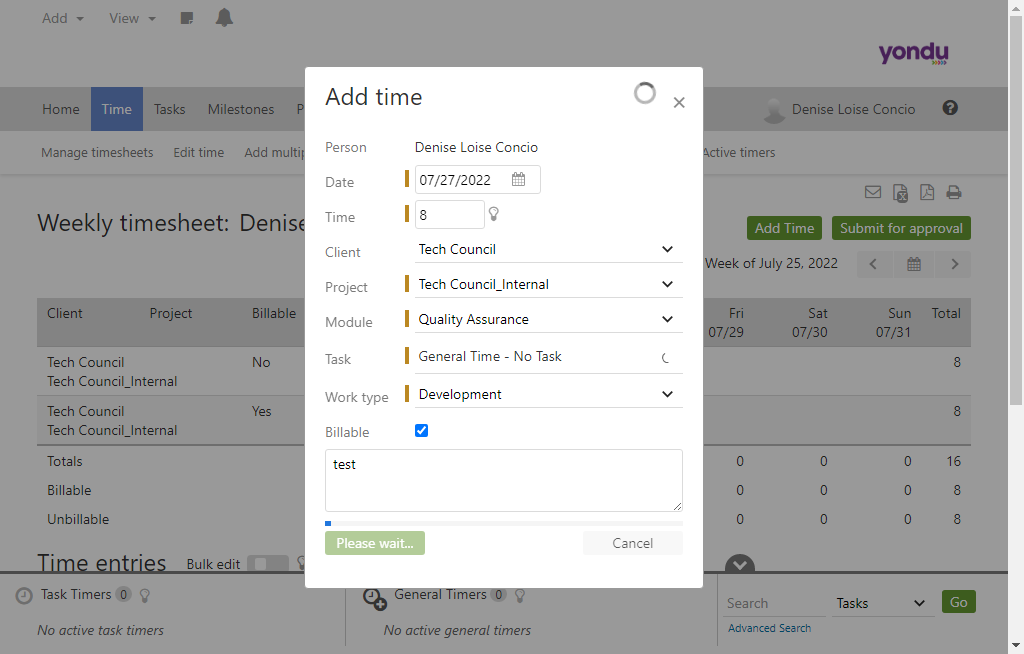 Add View
yondu
Home Time Tasks Milestones P Denise Loise Concio ?
Manage timesheets Edit time Add multip Active timers
Weekly timesheet: Denise
Add Time Submit for approval
Week of July 25, 2022
Client Project Billable Fri 07/29 Sat 07/30 Sun 07/31 Total
Tech Council No 8
Tech Council_Internal
Tech Council Yes 8
Tech Council_Internal
Totals 0 0 0 16
Billable 0 0 0 8
Unbillable 0 0 0 8
Time entries Bulk edit
Add time
Person Denise Loise Concio
Date 07/27/2022
Time 8
Client Tech Council
Project Tech Council_Internal
Module Quality Assurance
Task General Time - No Task
Work type Development
Billable
test
Please wait... Cancel
Task Timers 0 General Timers 0
No active task timers No active general timers
Search Tasks Go
Advanced Search